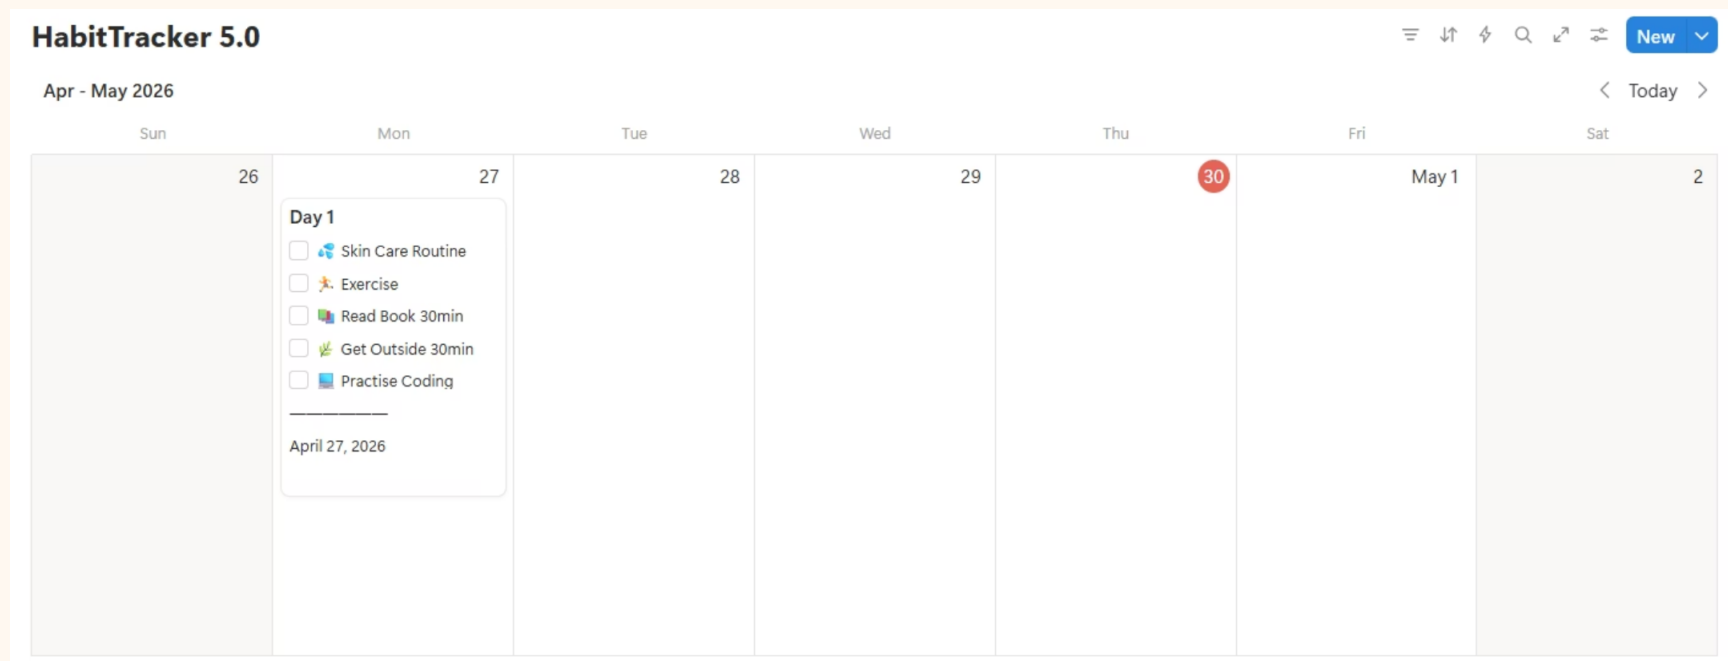 HabitTracker 5.0
New
Apr - May 2026
Today
Sun Mon Tue Wed Thu Fri Sat
26 27 28 29 30 May 1 2
Day 1
💦 Skin Care Routine
🏃 Exercise
📚 Read Book 30min
🌿 Get Outside 30min
💻 Practise Coding
——————
April 27, 2026